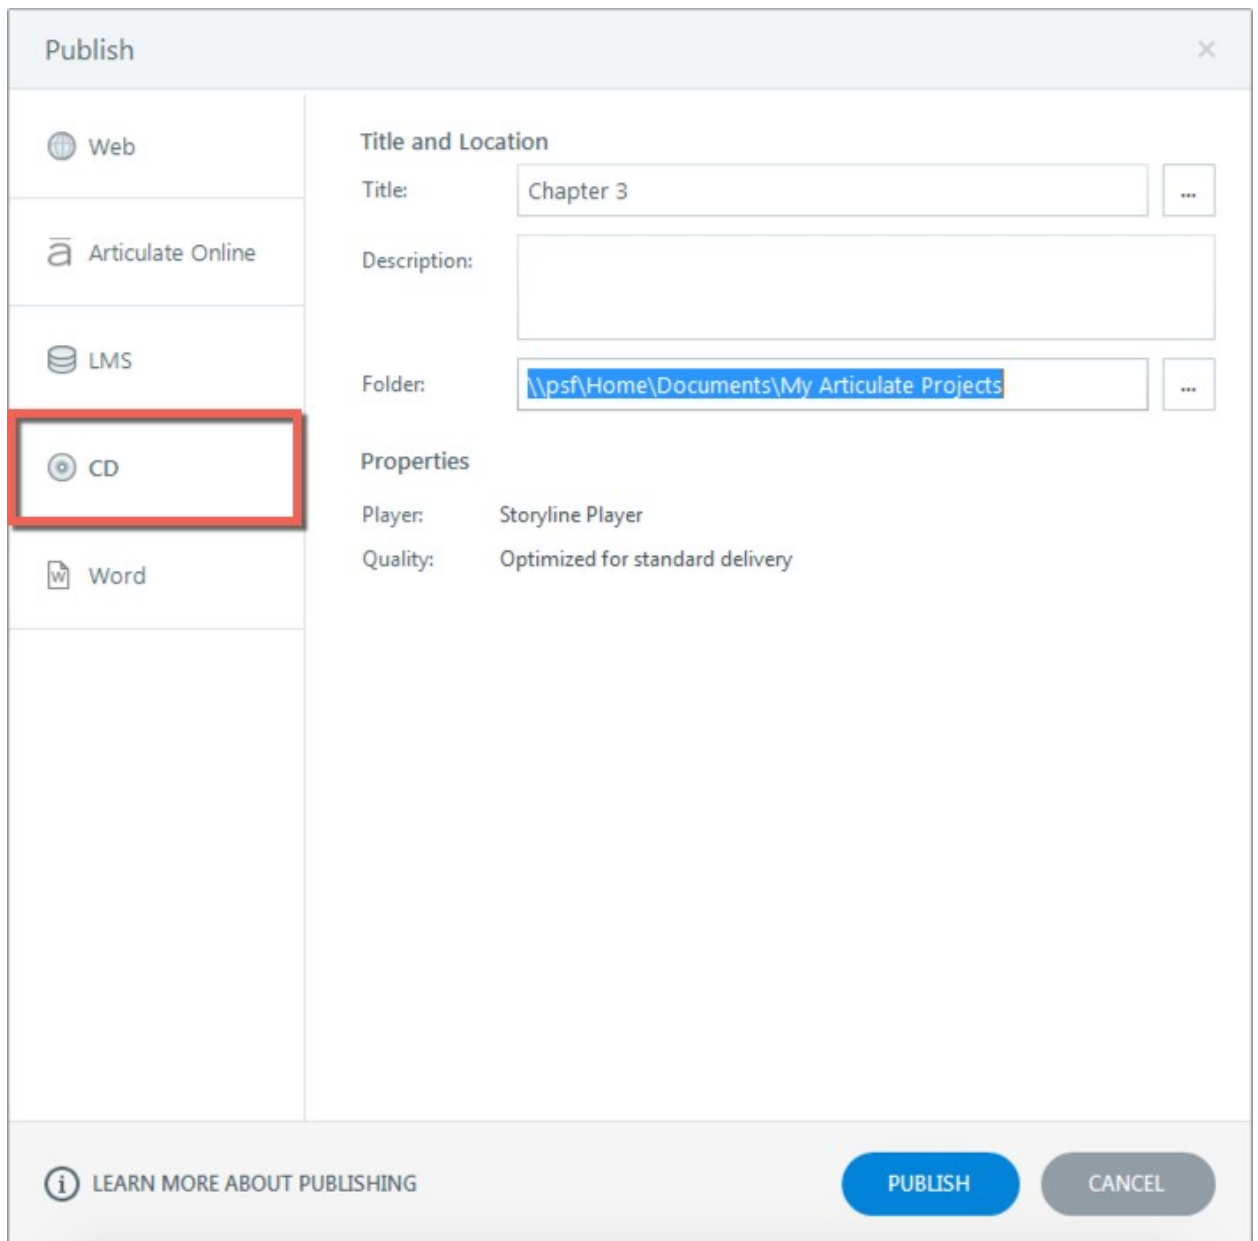 Publish
Web
Articulate Online
LMS
CD
Word
Title and Location
Title: Chapter 3 ...
Description:
Folder: \\psf\Home\Documents\My Articulate Projects ...
Properties
Player: Storyline Player
Quality: Optimized for standard delivery
LEARN MORE ABOUT PUBLISHING
PUBLISH
CANCEL